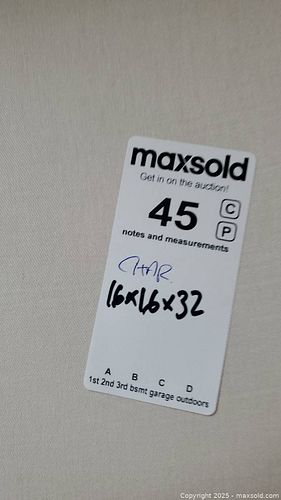 maxsold
Get in on the auction!
45
C
P
notes and measurements
CHAR
16x16x32
A B C D
1st 2nd 3rd bsmt garage outdoors
Copyright 2025 - maxsold.com